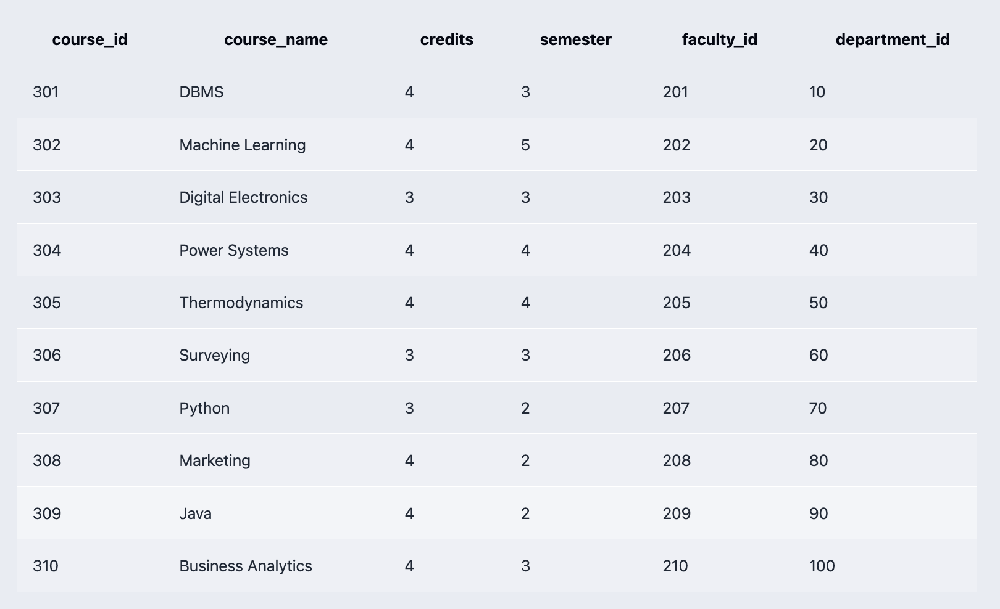 course_id course_name credits semester faculty_id department_id
301 DBMS 4 3 201 10
302 Machine Learning 4 5 202 20
303 Digital Electronics 3 3 203 30
304 Power Systems 4 4 204 40
305 Thermodynamics 4 4 205 50
306 Surveying 3 3 206 60
307 Python 3 2 207 70
308 Marketing 4 2 208 80
309 Java 4 2 209 90
310 Business Analytics 4 3 210 100